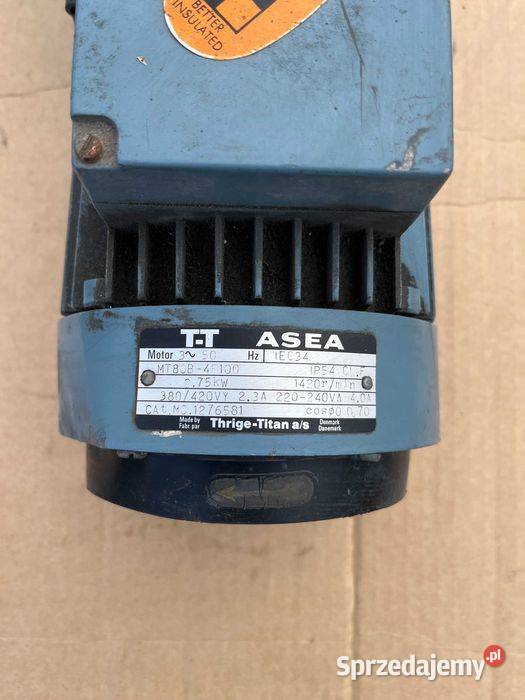 BETTER
INSULATED
T-T ASEA
Motor 3~ 50 Hz IEC34
MT80B-4F100 IP54 CL.F
0.75KW 1420r/min
380/420VY 2.3A 220-240VΔ 4.0A
CAT.NO.1276581 cosø0.70
Made by
Fabr. par
Thrige-Titan a/s
Denmark
Danemark
Sprzedajemy.pl